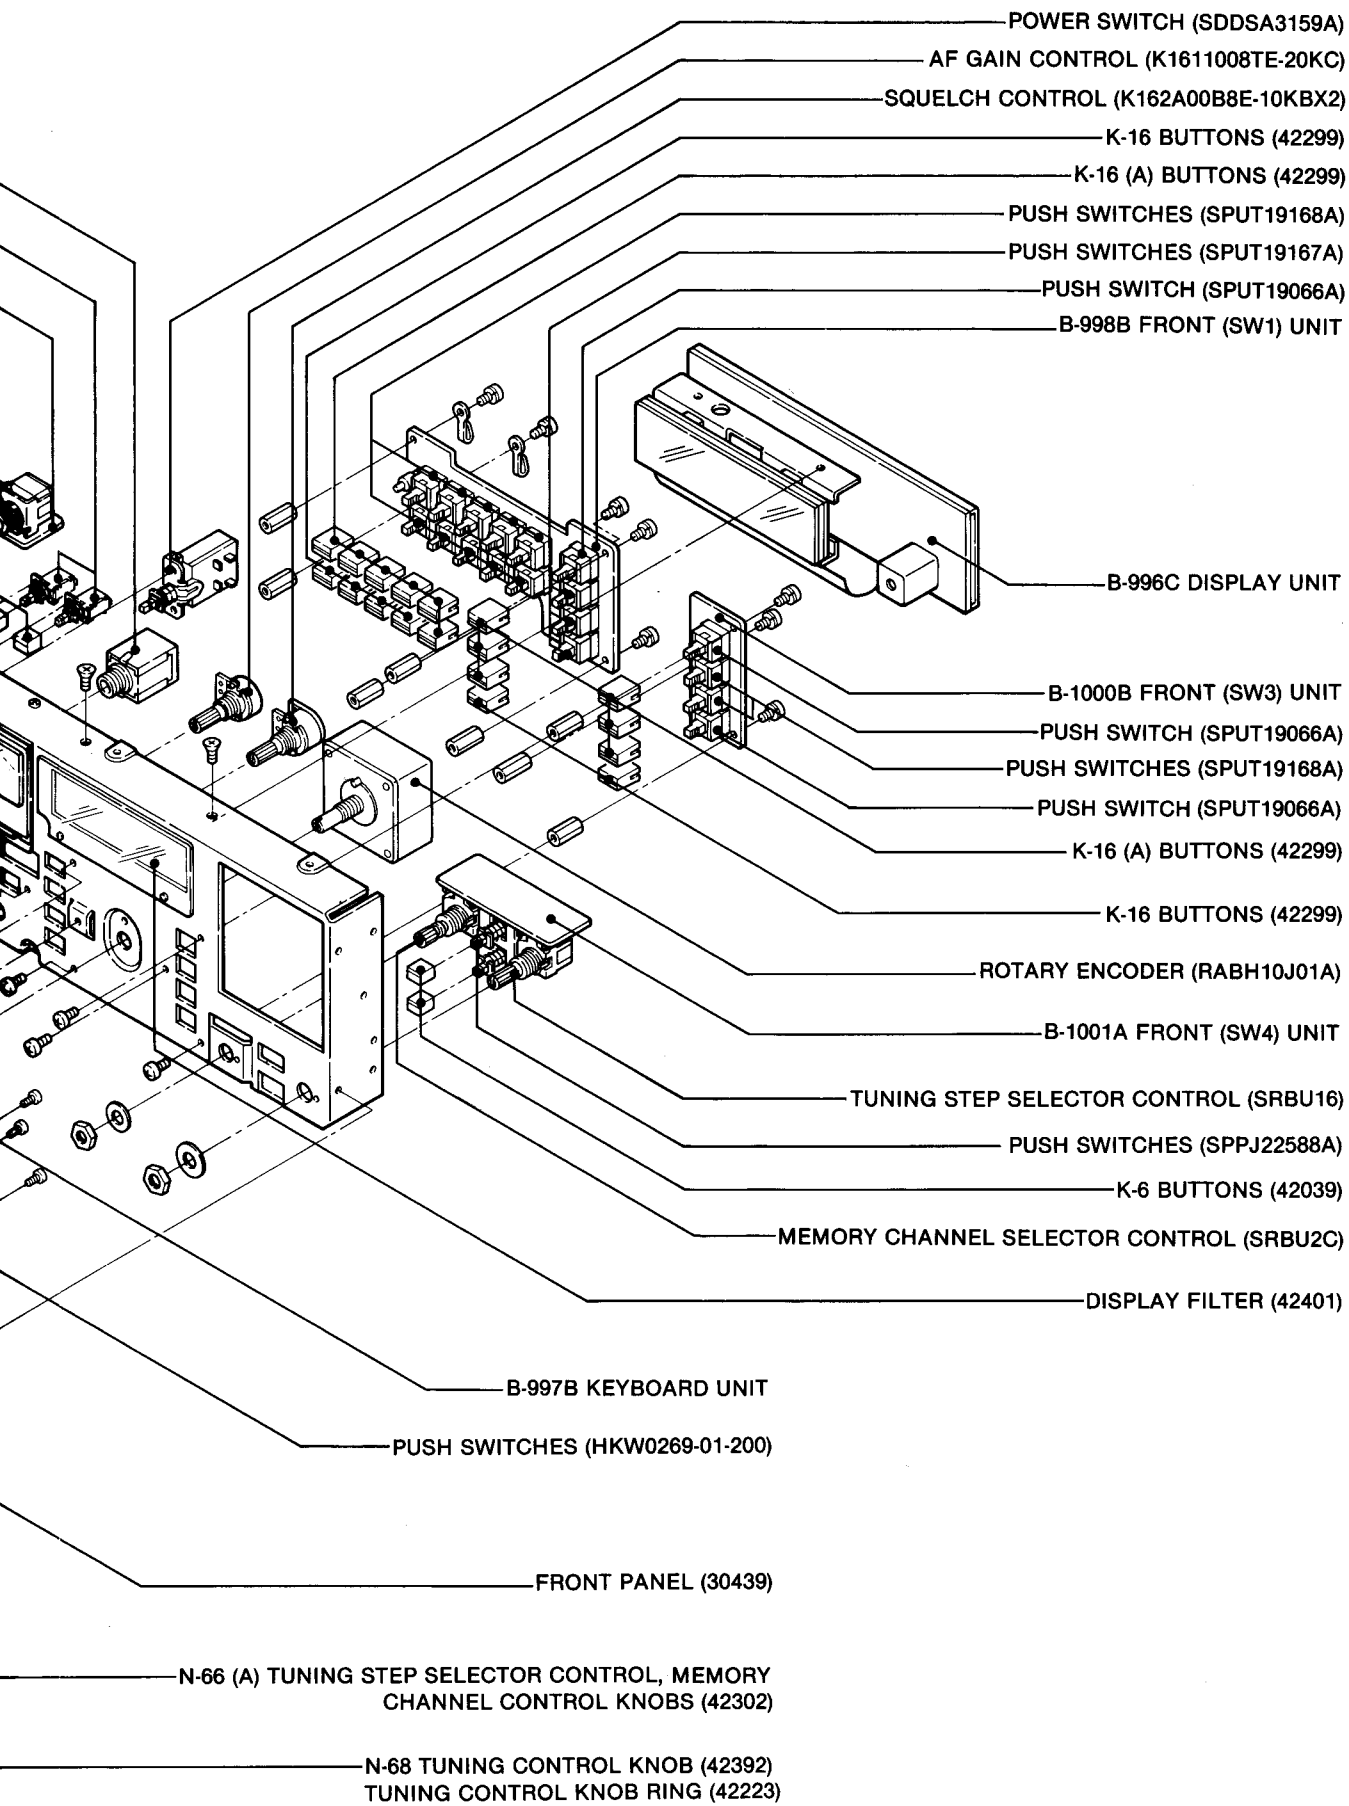 POWER SWITCH (SDDSA3159A)
AF GAIN CONTROL (K1611008TE-20KC)
SQUELCH CONTROL (K162A00B8E-10KBX2)
K-16 BUTTONS (42299)
K-16 (A) BUTTONS (42299)
PUSH SWITCHES (SPUT19168A)
PUSH SWITCHES (SPUT19167A)
PUSH SWITCH (SPUT19066A)
B-998B FRONT (SW1) UNIT
B-996C DISPLAY UNIT
B-1000B FRONT (SW3) UNIT
PUSH SWITCH (SPUT19066A)
PUSH SWITCHES (SPUT19168A)
PUSH SWITCH (SPUT19066A)
K-16 (A) BUTTONS (42299)
K-16 BUTTONS (42299)
ROTARY ENCODER (RABH10J01A)
B-1001A FRONT (SW4) UNIT
TUNING STEP SELECTOR CONTROL (SRBU16)
PUSH SWITCHES (SPPJ22588A)
K-6 BUTTONS (42039)
MEMORY CHANNEL SELECTOR CONTROL (SRBU2C)
DISPLAY FILTER (42401)
B-997B KEYBOARD UNIT
PUSH SWITCHES (HKW0269-01-200)
FRONT PANEL (30439)
N-66 (A) TUNING STEP SELECTOR CONTROL, MEMORY
CHANNEL CONTROL KNOBS (42302)
N-68 TUNING CONTROL KNOB (42392)
TUNING CONTROL KNOB RING (42223)